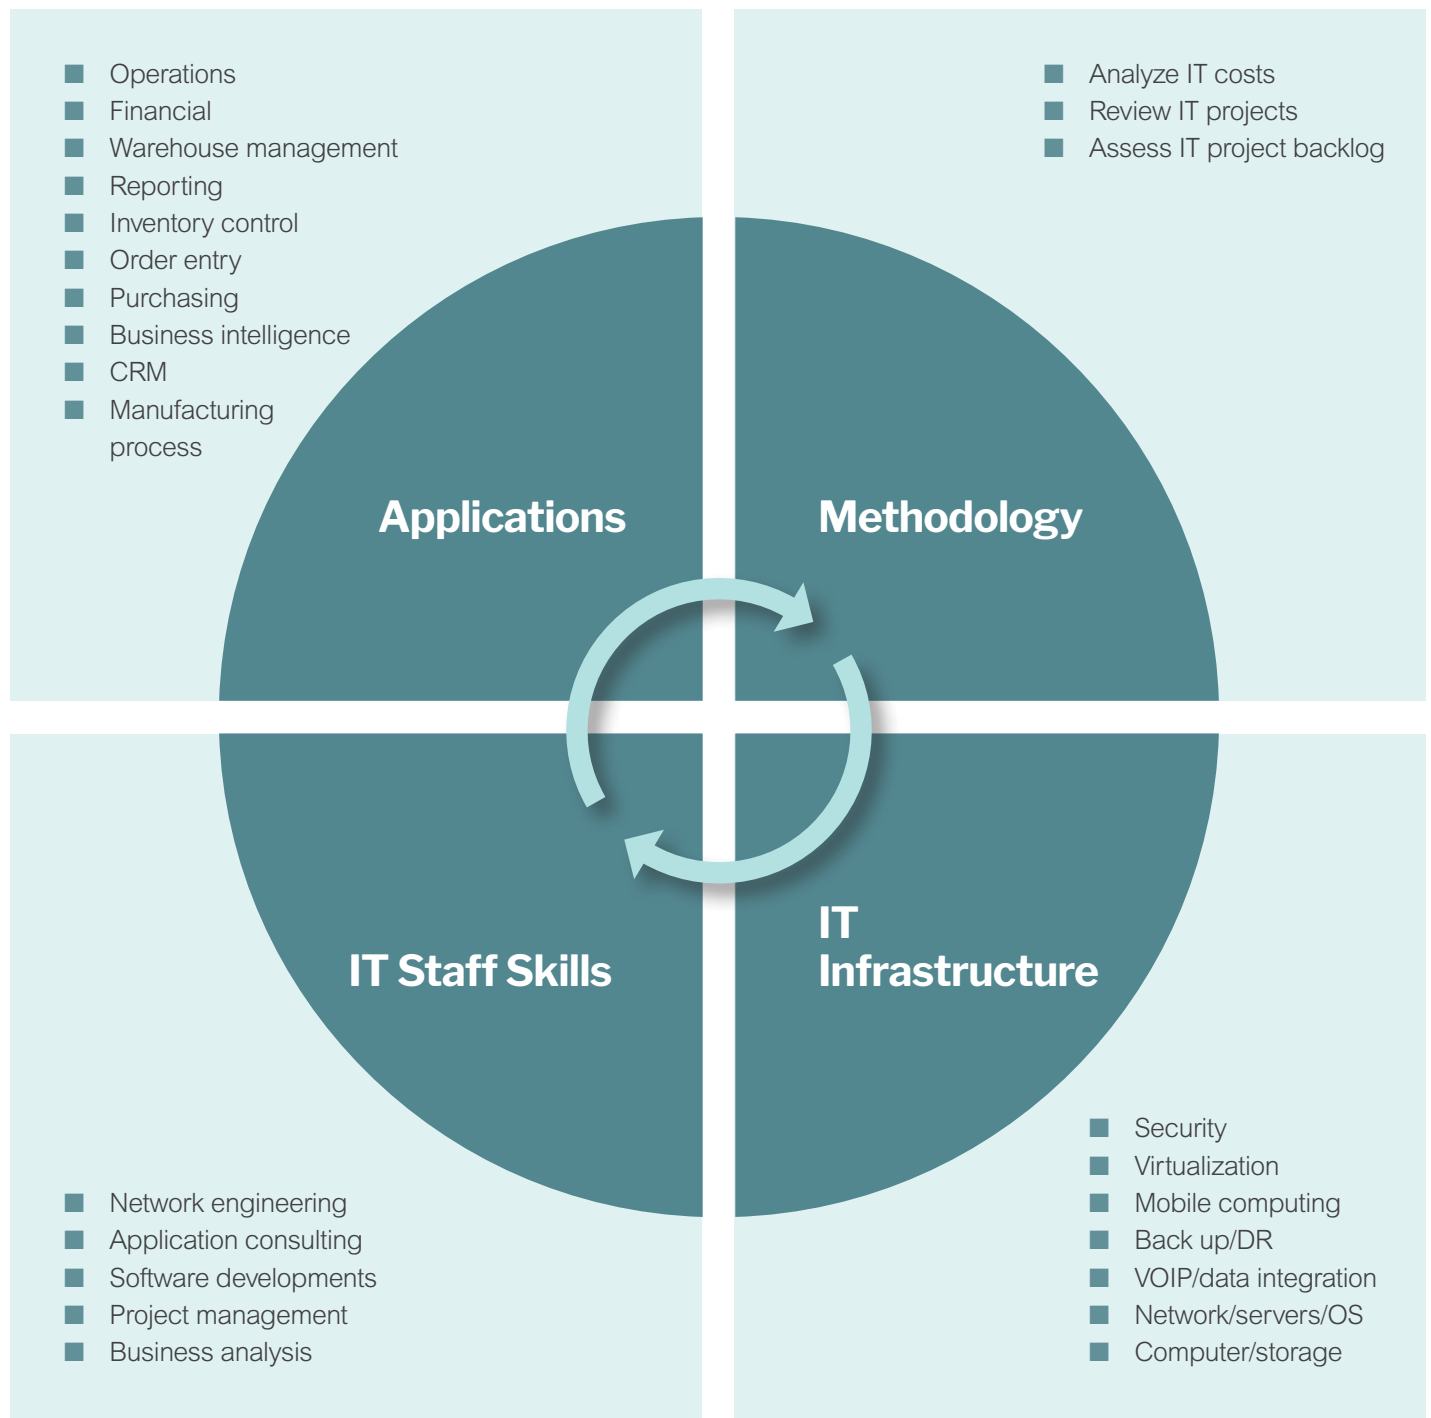 Operations
Financial
Warehouse management
Reporting
Inventory control
Order entry
Purchasing
Business intelligence
CRM
Manufacturing
process
Applications
Analyze IT costs
Review IT projects
Assess IT project backlog
Methodology
IT Staff Skills
Network engineering
Application consulting
Software developments
Project management
Business analysis
IT
Infrastructure
Security
Virtualization
Mobile computing
Back up/DR
VOIP/data integration
Network/servers/OS
Computer/storage